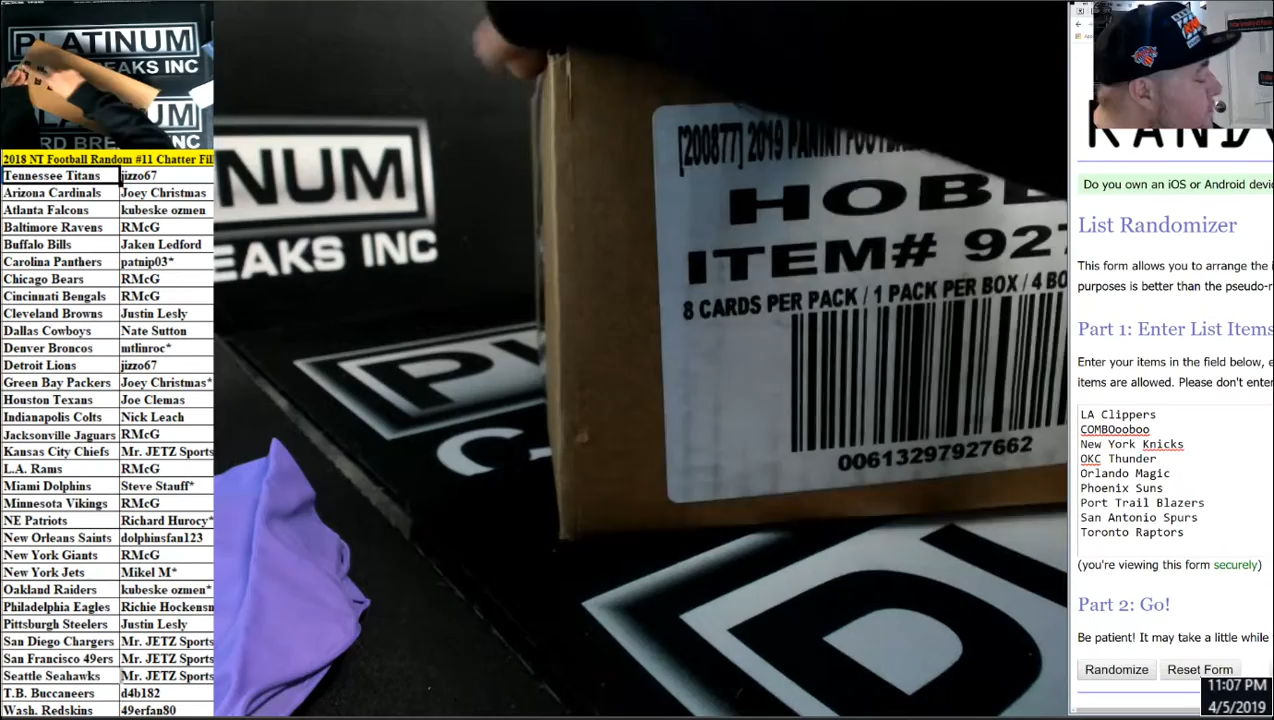 PLATINUM
BREAKS INC
2018 NT Football Random #11 Chatter Fil
Tennessee Titans jizzo67
Arizona Cardinals Joey Christmas
Atlanta Falcons kubeske ozmen
Baltimore Ravens RMcG
Buffalo Bills Jaken Ledford
Carolina Panthers patnip03*
Chicago Bears RMcG
Cincinnati Bengals RMcG
Cleveland Browns Justin Lesly
Dallas Cowboys Nate Sutton
Denver Broncos mtlinroc*
Detroit Lions jizzo67
Green Bay Packers Joey Christmas*
Houston Texans Joe Clemas
Indianapolis Colts Nick Leach
Jacksonville Jaguars RMcG
Kansas City Chiefs Mr. JETZ Sports
L.A. Rams RMcG
Miami Dolphins Steve Stauff*
Minnesota Vikings RMcG
NE Patriots Richard Hurocy*
New Orleans Saints dolphinsfan123
New York Giants RMcG
New York Jets Mikel M*
Oakland Raiders kubeske ozmen*
Philadelphia Eagles Richie Hockensm
Pittsburgh Steelers Justin Lesly
San Diego Chargers Mr. JETZ Sports
San Francisco 49ers Mr. JETZ Sports
Seattle Seahawks Mr. JETZ Sports
T.B. Buccaneers d4b182
Wash. Redskins 49erfan80
NUM
EAKS INC
[200877] 2019 PANINI FOOTBA
HOBB
ITEM# 927
8 CARDS PER PACK / 1 PACK PER BOX / 4 BO
00613297927662
Do you own an iOS or Android devic
List Randomizer
This form allows you to arrange the i
purposes is better than the pseudo-r
Part 1: Enter List Items
Enter your items in the field below, e
items are allowed. Please don't enter
LA Clippers
COMBOooboo
New York Knicks
OKC Thunder
Orlando Magic
Phoenix Suns
Port Trail Blazers
San Antonio Spurs
Toronto Raptors
(you're viewing this form securely)
Part 2: Go!
Be patient! It may take a little while
Randomize Reset Form
11:07 PM
4/5/2019